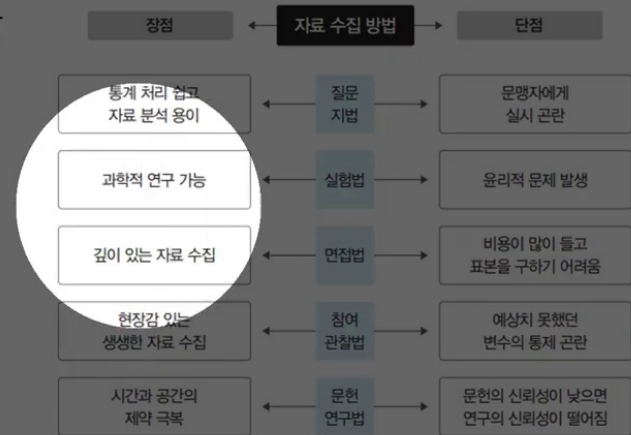 장점
자료 수집 방법
단점
통계 처리 쉽고
자료 분석 용이
질문
지법
문맹자에게
실시 곤란
과학적 연구 가능
실험법
윤리적 문제 발생
깊이 있는 자료 수집
면접법
비용이 많이 들고
표본을 구하기 어려움
현장감 있는
생생한 자료 수집
참여
관찰법
예상치 못했던
변수의 통제 곤란
시간과 공간의
제약 극복
문헌
연구법
문헌의 신뢰성이 낮으면
연구의 신뢰성이 떨어짐